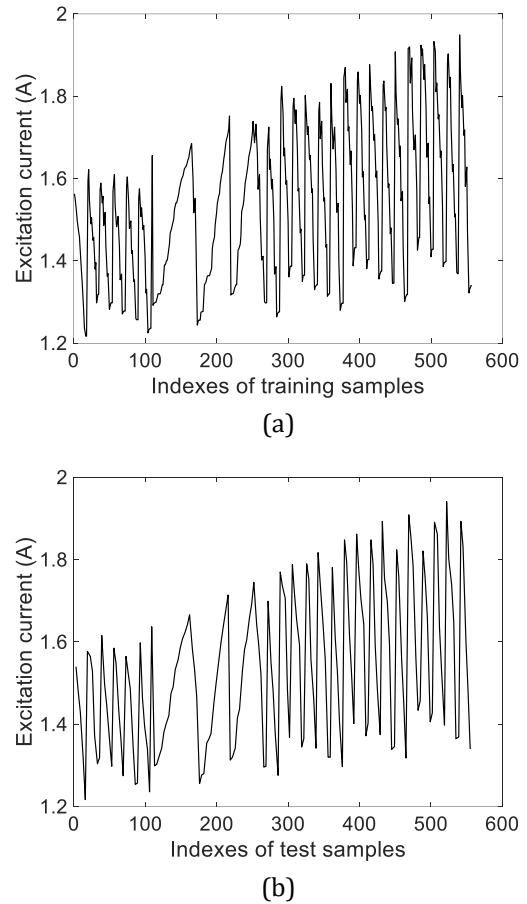 2
1.8
1.6
1.4
1.2
Excitation current (A)
0 100 200 300 400 500 600
Indexes of training samples
(a)
2
1.8
1.6
1.4
1.2
Excitation current (A)
0 100 200 300 400 500 600
Indexes of test samples
(b)